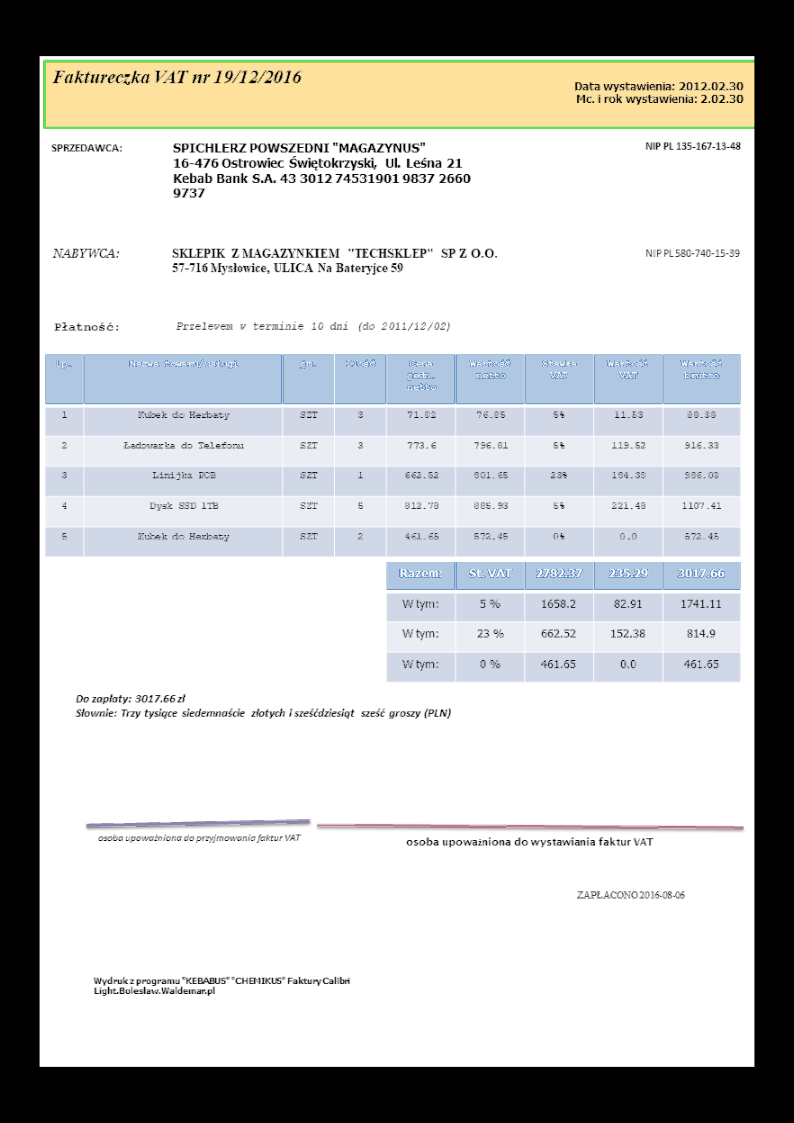 Faktureczka VAT nr 19/12/2016
Data wystawienia: 2012.02.30
Mc. i rok wystawienia: 2.02.30
SPRZEDAWCA:
SPICHLERZ POWSZEDNI "MAGAZYNUS"
NIP PL 135-167-13-48
16-476 Ostrowiec Świętokrzyski, Ul. Leśna 21
Kebab Bank S.A. 43 3012 74531901 9837 2660
9737
NABYWCA:
SKLEPIK Z MAGAZYNKIEM "TECHSKLEP" SP Z O.O.
NIP PL 580-740-15-39
57-716 Mysłowice, ULICA Na Bateryjce 59
Płatność:
Przelewem w terminie 10 dni (do 2011/12/02)
Lp. Nazwa towaru/usługi jm. Ilość Cena jedn. netto Wartość netto Stawka VAT Wartość VAT Wartość brutto
1 Kubek do Herbaty SZT 3 71.82 76.85 5% 11.53 88.38
2 Ładowarka do Telefonu SZT 3 773.6 796.81 5% 119.52 916.33
3 Linijka PCB SZT 1 662.52 801.65 23% 184.38 986.03
4 Dysk SSD 1TB SZT 5 812.78 885.93 5% 221.48 1107.41
5 Kubek do Herbaty SZT 2 461.65 572.45 0% 0.0 572.45
Razem: St. VAT 2782.37 235.29 3017.66
W tym: 5 % 1658.2 82.91 1741.11
W tym: 23 % 662.52 152.38 814.9
W tym: 0 % 461.65 0.0 461.65
Do zapłaty: 3017.66 zł
Słownie: Trzy tysiące siedemnaście złotych i sześćdziesiąt sześć groszy (PLN)
osoba upoważniona do przyjmowania faktur VAT
osoba upoważniona do wystawiania faktur VAT
ZAPŁACONO 2016-08-06
Wydruk z programu "KEBABUS" "CHEMIKUS" Faktury Calibri
Light.Bolesław.Waldemar.pl